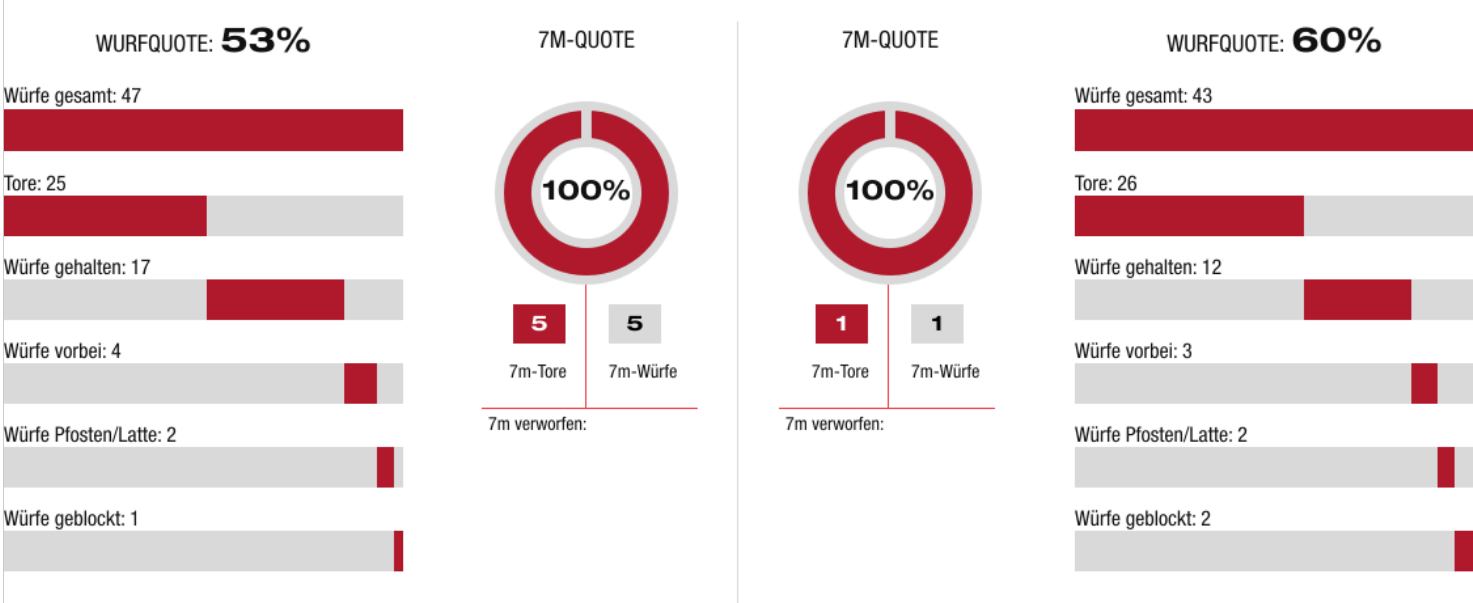 WURFQUOTE: 53%
Würfe gesamt: 47
Tore: 25
Würfe gehalten: 17
Würfe vorbei: 4
Würfe Pfosten/Latte: 2
Würfe geblockt: 1
7M-QUOTE
100%
5 5
7m-Tore 7m-Würfe
7m verworfen:
7M-QUOTE
100%
1 1
7m-Tore 7m-Würfe
7m verworfen:
WURFQUOTE: 60%
Würfe gesamt: 43
Tore: 26
Würfe gehalten: 12
Würfe vorbei: 3
Würfe Pfosten/Latte: 2
Würfe geblockt: 2